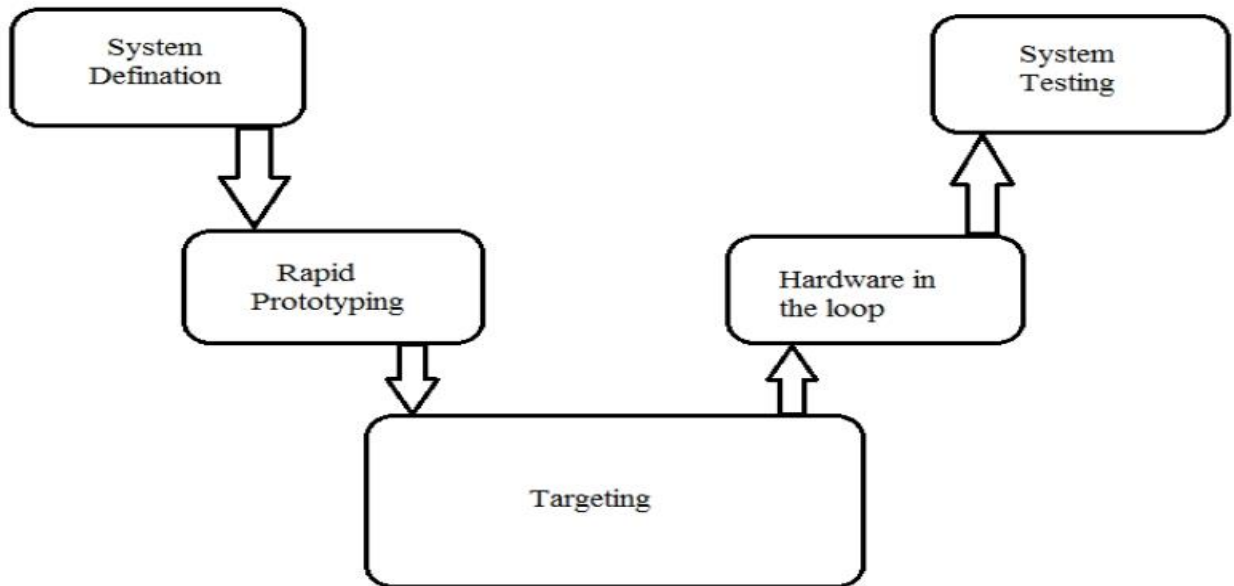 System
Defination
System
Testing
Rapid
Prototyping
Hardware in
the loop
Targeting